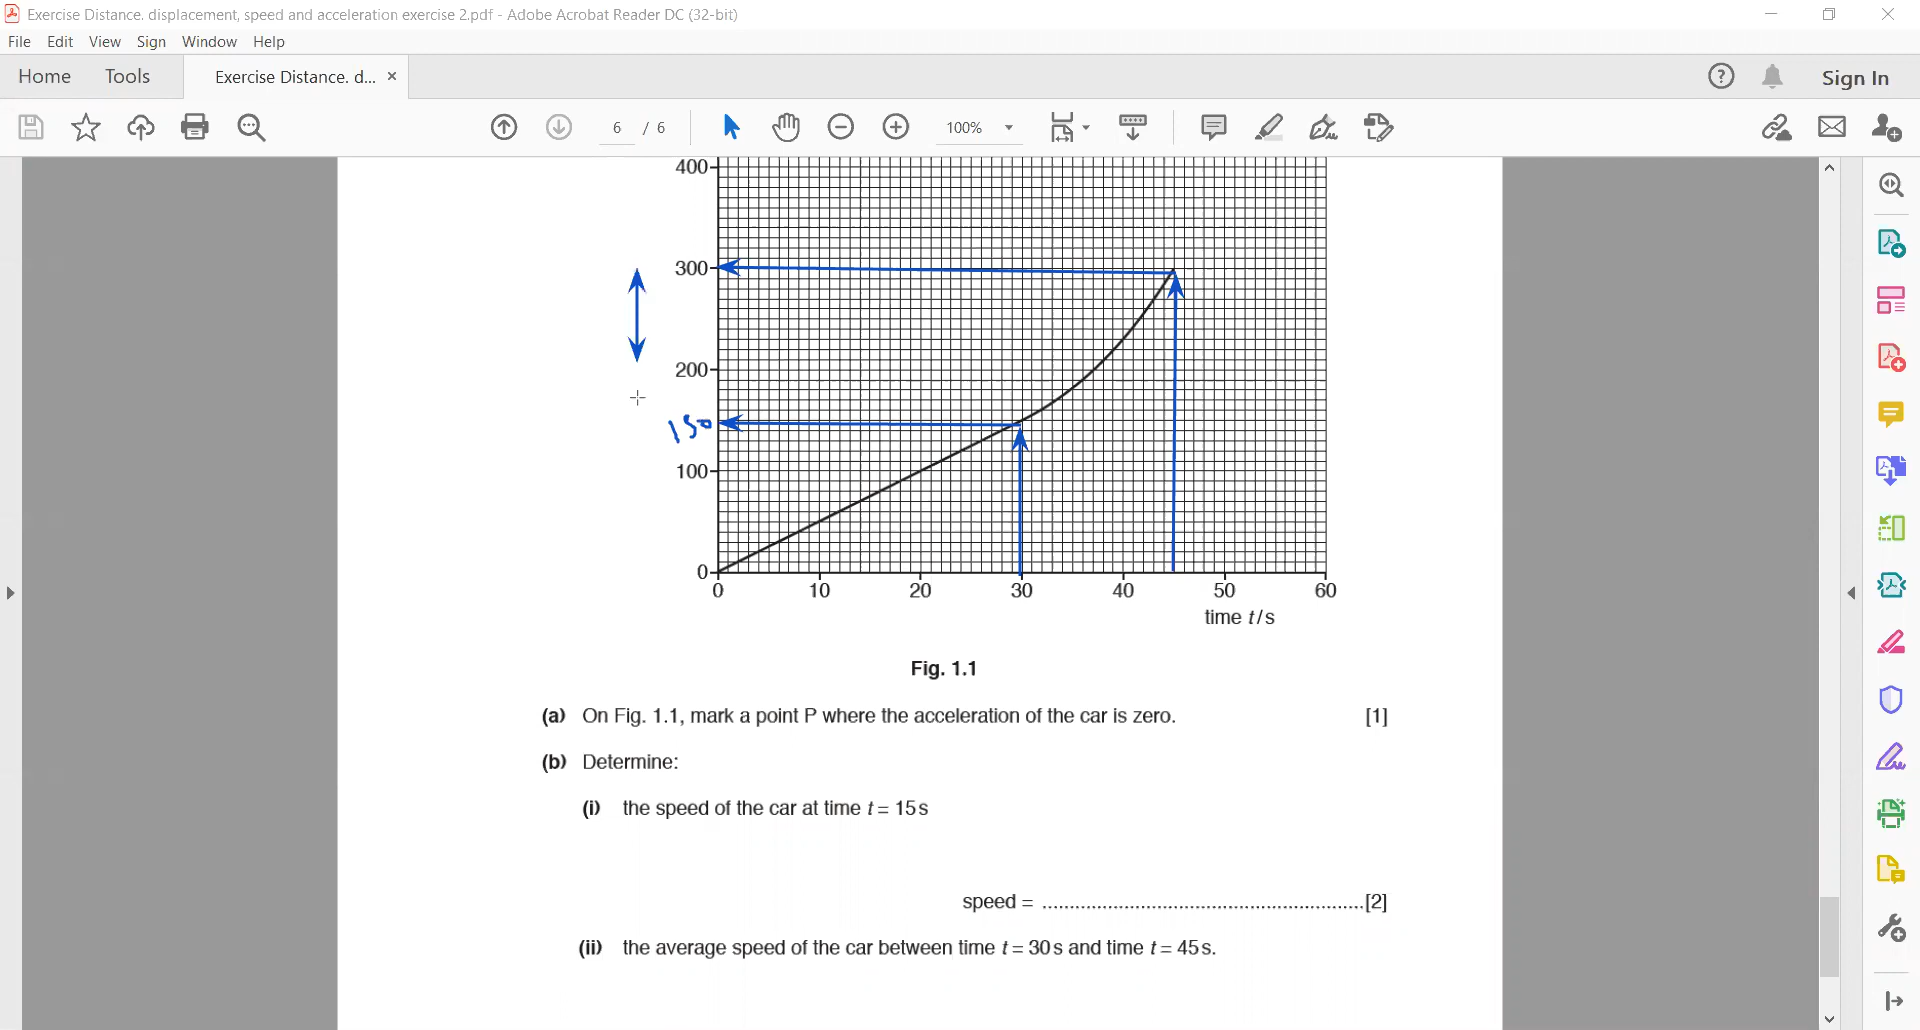 Exercise Distance. displacement, speed and acceleration exercise 2.pdf - Adobe Acrobat Reader DC (32-bit)
File Edit View Sign Window Help
Home Tools Exercise Distance. d... × Sign In
6 / 6 100%
400
300
200
150
100
0
0 10 20 30 40 50 60
time t/s
Fig. 1.1
(a) On Fig. 1.1, mark a point P where the acceleration of the car is zero. [1]
(b) Determine:
(i) the speed of the car at time t = 15 s
speed = ........................................................[2]
(ii) the average speed of the car between time t = 30 s and time t = 45 s.